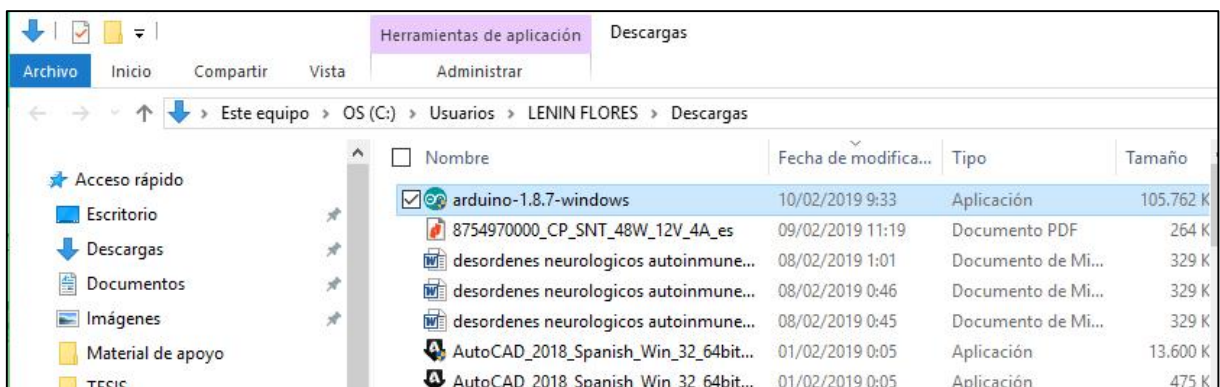 Herramientas de aplicación Descargas
Archivo Inicio Compartir Vista Administrar
Este equipo > OS (C:) > Usuarios > LENIN FLORES > Descargas
Nombre Fecha de modifica... Tipo Tamaño
Acceso rápido
arduino-1.8.7-windows 10/02/2019 9:33 Aplicación 105.762 K
Escritorio
8754970000_CP_SNT_48W_12V_4A_es 09/02/2019 11:19 Documento PDF 264 K
Descargas
desordenes neurologicos autoinmune... 08/02/2019 1:01 Documento de Mi... 329 K
Documentos
desordenes neurologicos autoinmune... 08/02/2019 0:46 Documento de Mi... 329 K
Imágenes
desordenes neurologicos autoinmune... 08/02/2019 0:45 Documento de Mi... 329 K
Material de apoyo
AutoCAD_2018_Spanish_Win_32_64bit... 01/02/2019 0:05 Aplicación 13.600 K
TESIS
AutoCAD_2018_Spanish_Win_32_64bit... 01/02/2019 0:05 Aplicación 475 K